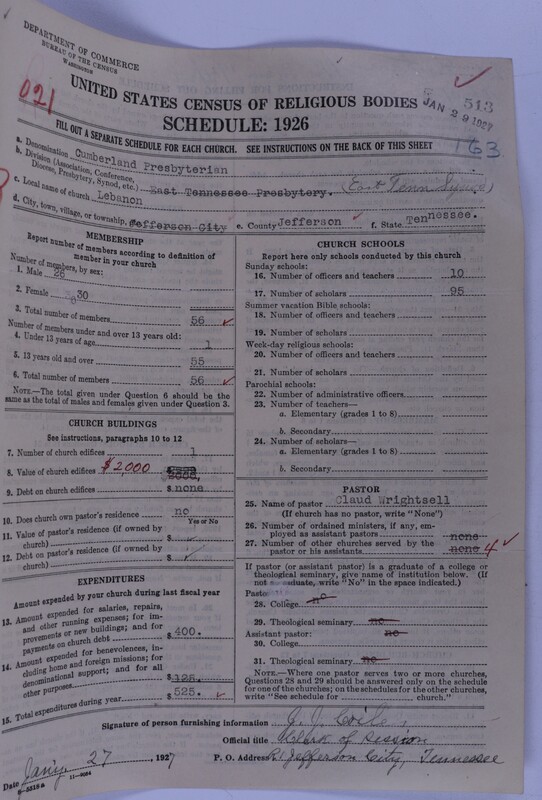 DEPARTMENT OF COMMERCE
BUREAU OF THE CENSUS
WASHINGTON
021
UNITED STATES CENSUS OF RELIGIOUS BODIES
513
JAN 29 1927
SCHEDULE: 1926
163
FILL OUT A SEPARATE SCHEDULE FOR EACH CHURCH. SEE INSTRUCTIONS ON THE BACK OF THIS SHEET
a. Denomination Cumberland Presbyterian
b. Division (Association, Conference, Diocese, Presbytery, Synod, etc.) East Tennessee Presbytery. (East Tenn Synod)
c. Local name of church Lebanon
d. City, town, village, or township, Jefferson City e. County Jefferson f. State Tennessee.
MEMBERSHIP
Report number of members according to definition of member in your church
Number of members, by sex:
1. Male 26
2. Female 30
3. Total number of members 56
Number of members under and over 13 years old:
4. Under 13 years of age 1
5. 13 years old and over 55
6. Total number of members 56
NOTE.—The total given under Question 6 should be the same as the total of males and females given under Question 3.
CHURCH BUILDINGS
See instructions, paragraphs 10 to 12
7. Number of church edifices 1
8. Value of church edifices $2,000 $2000,
9. Debt on church edifices $ none
10. Does church own pastor's residence no
Yes or No
11. Value of pastor's residence (if owned by church) $
12. Debt on pastor's residence (if owned by church) $
EXPENDITURES
Amount expended by your church during last fiscal year
13. Amount expended for salaries, repairs, and other running expenses; for improvements or new buildings; and for payments on church debt $ 400.
14. Amount expended for benevolences, including home and foreign missions; for denominational support; and for all other purposes $ 125.
15. Total expenditures during year $ 525.
CHURCH SCHOOLS
Report here only schools conducted by this church
Sunday schools:
16. Number of officers and teachers 10
17. Number of scholars 95
Summer vacation Bible schools:
18. Number of officers and teachers
19. Number of scholars
Week-day religious schools:
20. Number of officers and teachers
21. Number of scholars
Parochial schools:
22. Number of administrative officers
23. Number of teachers—
a. Elementary (grades 1 to 8)
b. Secondary
24. Number of scholars—
a. Elementary (grades 1 to 8)
b. Secondary
PASTOR
25. Name of pastor Claud Wrightsell
(If church has no pastor, write "None")
26. Number of ordained ministers, if any, employed as assistant pastors none
27. Number of other churches served by the pastor or his assistants none 4
If pastor (or assistant pastor) is a graduate of a college or theological seminary, give name of institution below. (If not graduate, write "No" in the space indicated.)
Pastor:
28. College no
29. Theological seminary no
Assistant pastor: no
30. College
31. Theological seminary no
NOTE.—Where one pastor serves two or more churches, Questions 28 and 29 should be answered only on the schedule for one of the churches; on the schedules for the other churches, write "See schedule for church."
Signature of person furnishing information
Official title Clerk of Session
Date Jan'y. 27, 1927 P. O. Address R. 1 Jefferson City, Tennessee
11-9064